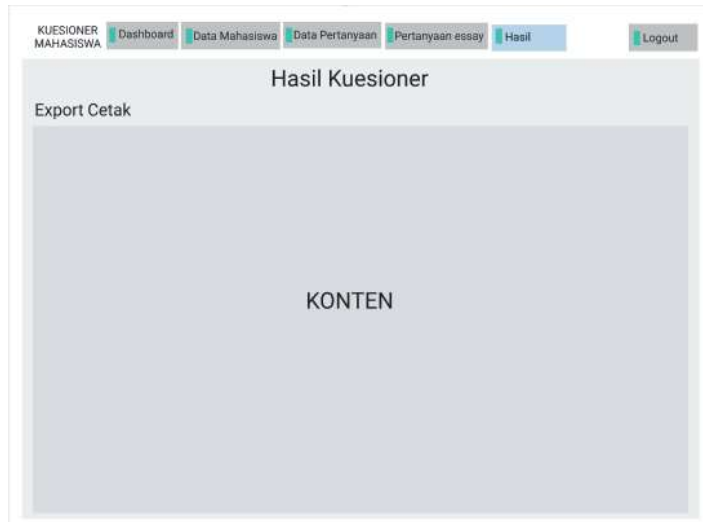 KUESIONER
MAHASISWA
Dashboard
Data Mahasiswa
Data Pertanyaan
Pertanyaan essay
Hasil
Logout
Hasil Kuesioner
Export Cetak
KONTEN